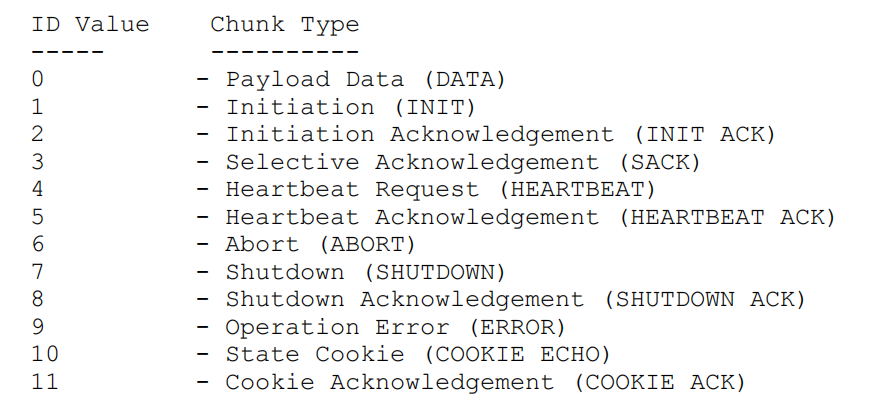 ID Value    Chunk Type
-----       ----------
0          - Payload Data (DATA)
1          - Initiation (INIT)
2          - Initiation Acknowledgement (INIT ACK)
3          - Selective Acknowledgement (SACK)
4          - Heartbeat Request (HEARTBEAT)
5          - Heartbeat Acknowledgement (HEARTBEAT ACK)
6          - Abort (ABORT)
7          - Shutdown (SHUTDOWN)
8          - Shutdown Acknowledgement (SHUTDOWN ACK)
9          - Operation Error (ERROR)
10         - State Cookie (COOKIE ECHO)
11         - Cookie Acknowledgement (COOKIE ACK)